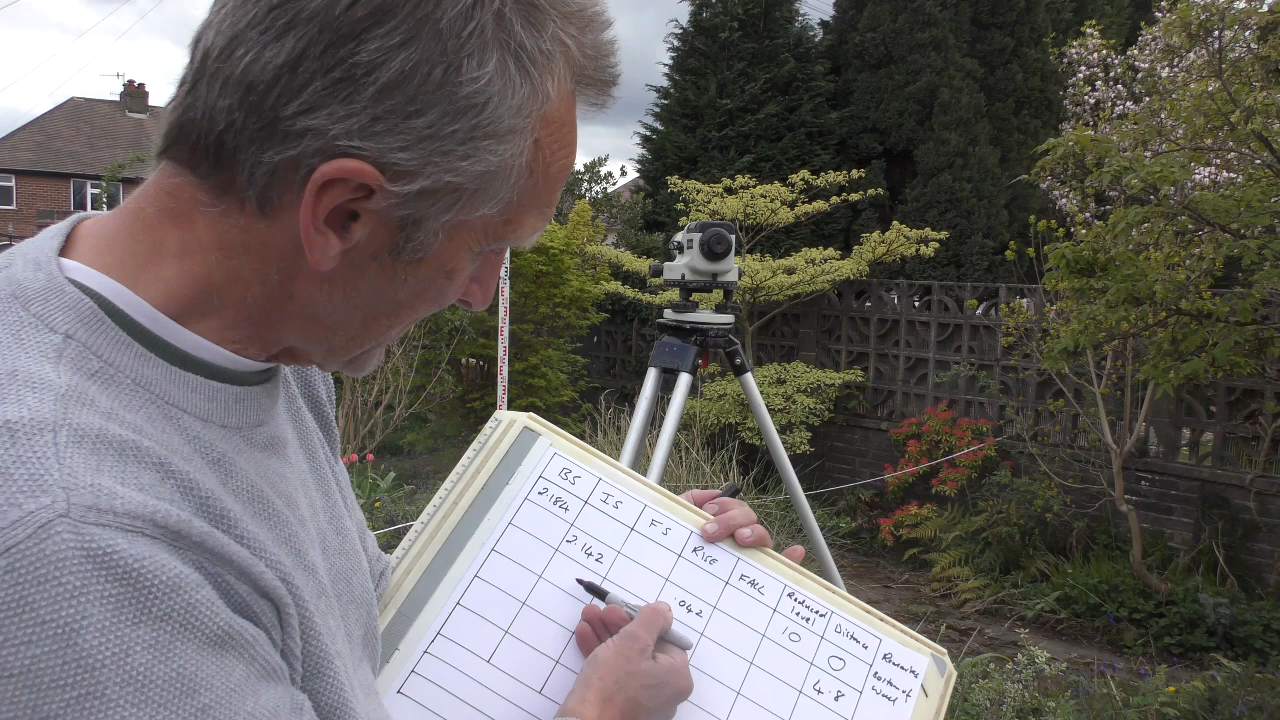 BS IS FS RISE FALL Reduced level Distance Remarks
2.184 10 0 bottom of wall
2.142 .042 4.8